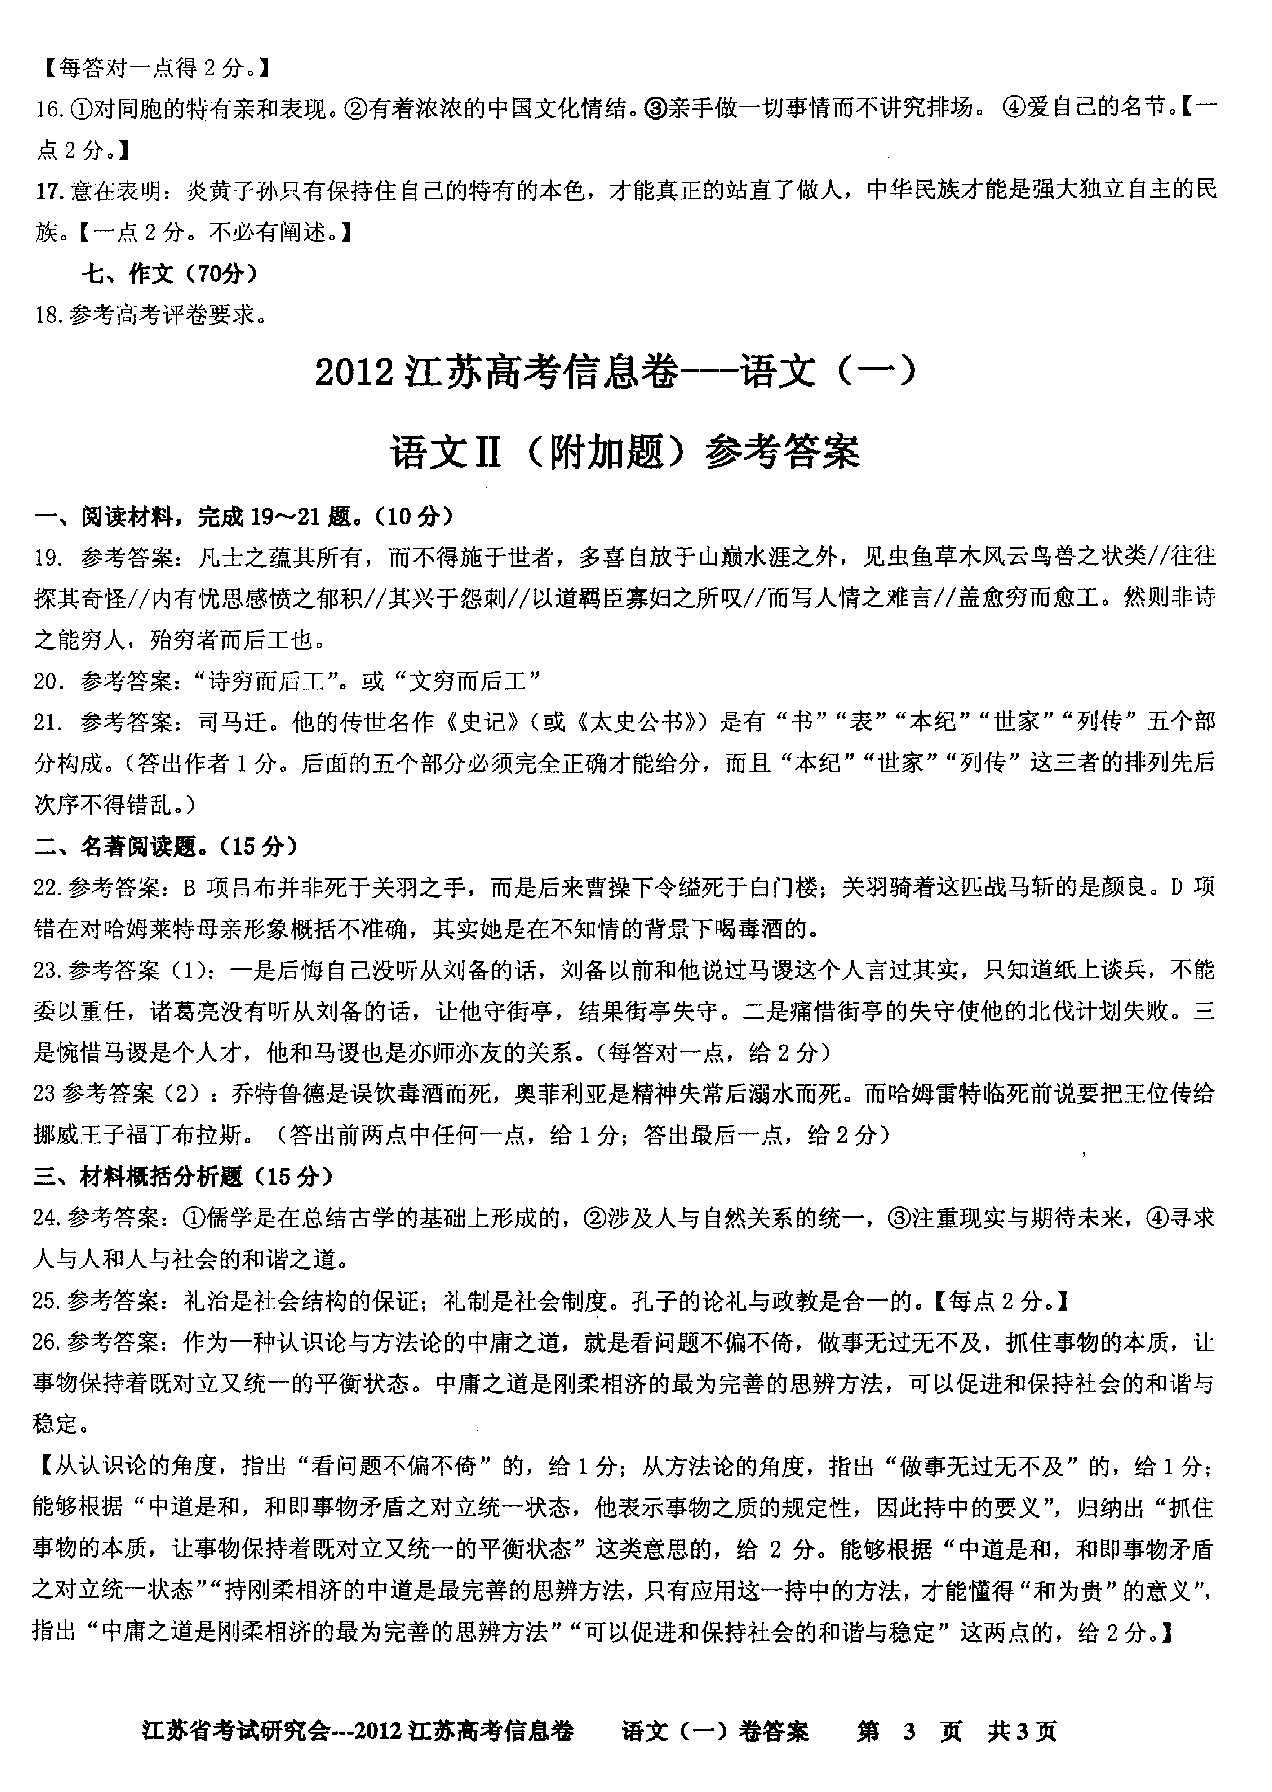 【每答对一点得2分。】
16.①对同胞的特有亲和表现。②有着浓浓的中国文化情结。③亲手做一切事情而不讲究排场。 ④爱自己的名节。【一
点2分。】
17.意在表明：炎黄子孙只有保持住自己的特有的本色，才能真正的站直了做人，中华民族才能是强大独立自主的民
族。【一点2分。不必有阐述。】
七、作文（70分）
18.参考高考评卷要求。
2012江苏高考信息卷---语文（一）
语文Ⅱ（附加题）参考答案
一、阅读材料，完成19～21题。（10分）
19. 参考答案：凡士之蕴其所有，而不得施于世者，多喜自放于山巅水涯之外，见虫鱼草木风云鸟兽之状类//往往
探其奇怪//内有忧思感愤之郁积//其兴于怨刺//以道羁臣寡妇之所叹//而写人情之难言//盖愈穷而愈工。然则非诗
之能穷人，殆穷者而后工也。
20. 参考答案：“诗穷而后工”。或“文穷而后工”
21. 参考答案：司马迁。他的传世名作《史记》（或《太史公书》）是有“书”“表”“本纪”“世家”“列传”五个部
分构成。（答出作者1分。后面的五个部分必须完全正确才能给分，而且“本纪”“世家”“列传”这三者的排列先后
次序不得错乱。）
二、名著阅读题。（15分）
22.参考答案：B 项吕布并非死于关羽之手，而是后来曹操下令缢死于白门楼；关羽骑着这匹战马斩的是颜良。D 项
错在对哈姆莱特母亲形象概括不准确，其实她是在不知情的背景下喝毒酒的。
23.参考答案（1）：一是后悔自己没听从刘备的话，刘备以前和他说过马谡这个人言过其实，只知道纸上谈兵，不能
委以重任，诸葛亮没有听从刘备的话，让他守街亭，结果街亭失守。二是痛惜街亭的失守使他的北伐计划失败。三
是惋惜马谡是个人才，他和马谡也是亦师亦友的关系。（每答对一点，给2分）
23参考答案（2）：乔特鲁德是误饮毒酒而死，奥菲利亚是精神失常后溺水而死。而哈姆雷特临死前说要把王位传给
挪威王子福丁布拉斯。（答出前两点中任何一点，给1分；答出最后一点，给2分）
三、材料概括分析题（15分）
24.参考答案：①儒学是在总结古学的基础上形成的，②涉及人与自然关系的统一，③注重现实与期待未来，④寻求
人与人和人与社会的和谐之道。
25.参考答案：礼治是社会结构的保证；礼制是社会制度。孔子的论礼与政教是合一的。【每点2分。】
26.参考答案：作为一种认识论与方法论的中庸之道，就是看问题不偏不倚，做事无过无不及，抓住事物的本质，让
事物保持着既对立又统一的平衡状态。中庸之道是刚柔相济的最为完善的思辨方法，可以促进和保持社会的和谐与
稳定。
【从认识论的角度，指出“看问题不偏不倚”的，给1分；从方法论的角度，指出“做事无过无不及”的，给1分；
能够根据“中道是和，和即事物矛盾之对立统一状态，他表示事物之质的规定性，因此持中的要义”，归纳出“抓住
事物的本质，让事物保持着既对立又统一的平衡状态”这类意思的，给 2 分。能够根据“中道是和，和即事物矛盾
之对立统一状态”“持刚柔相济的中道是最完善的思辨方法，只有应用这一持中的方法，才能懂得“和为贵”的意义”，
指出“中庸之道是刚柔相济的最为完善的思辨方法”“可以促进和保持社会的和谐与稳定”这两点的，给2分。】
江苏省考试研究会---2012江苏高考信息卷 语文（一）卷答案 第 3 页 共3页